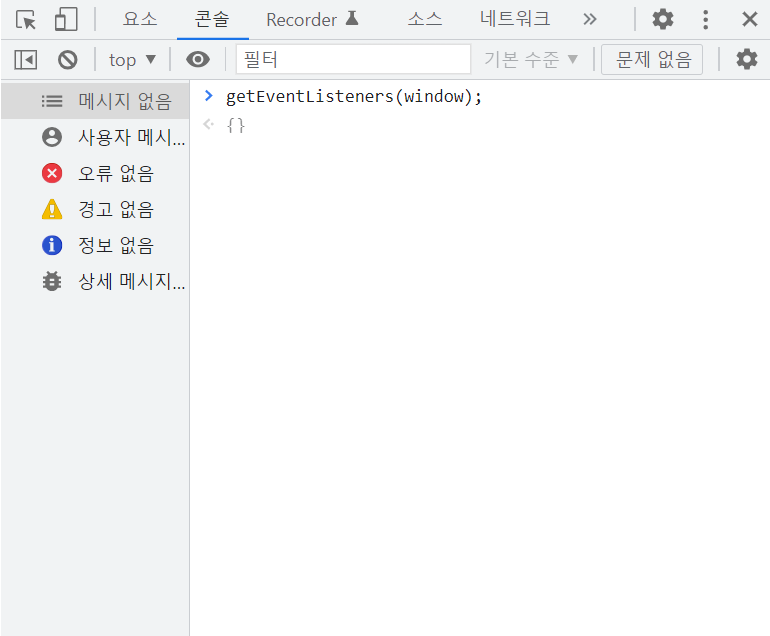 요소 콘솔 Recorder 소스 네트워크 »
top ▼ 필터 기본 수준 ▼ 문제 없음
메시지 없음
사용자 메시...
오류 없음
경고 없음
정보 없음
상세 메시지...
> getEventListeners(window);
{}